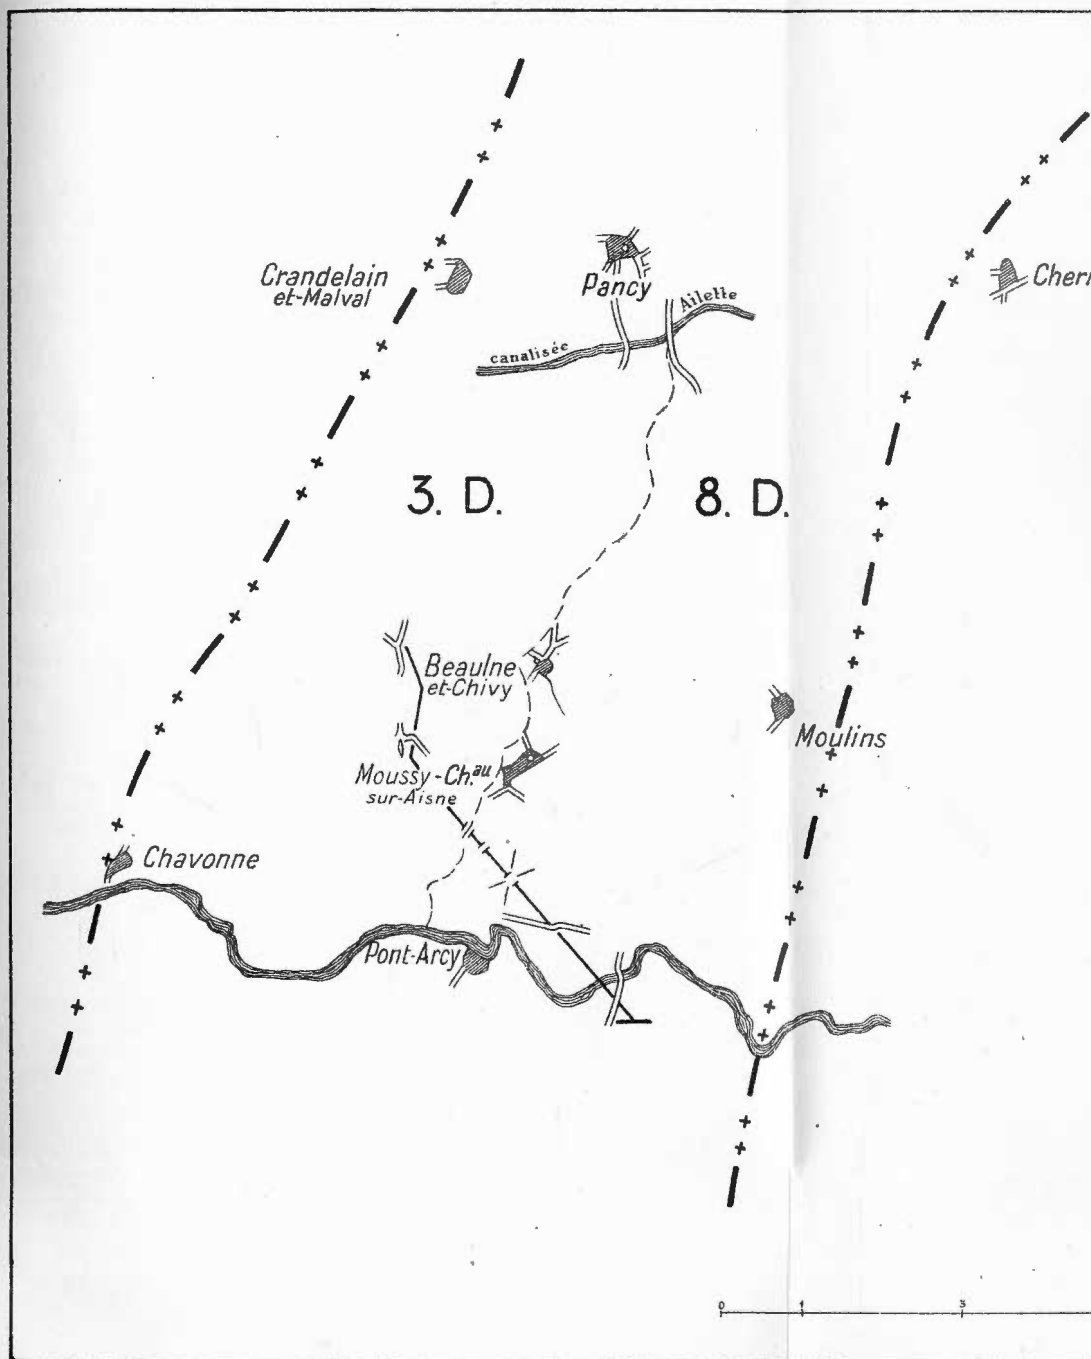 Crandelain
et-Malval
Pancy
Cherm
canalisée
Ailette
3. D.
8. D.
Beaulne
et-Chivy
Moulins
Moussy-Ch.au
sur-Aisne
Chavonne
Pont-Arcy
0 1 3